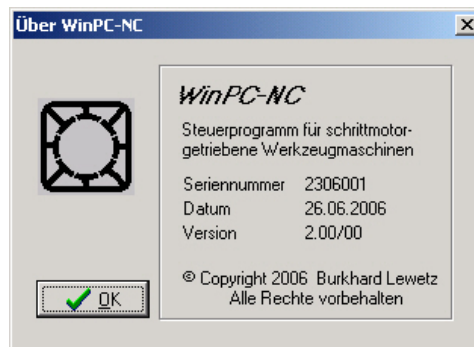 Über WinPC-NC
WinPC-NC
Steuerprogramm für schrittmotor-
getriebene Werkzeugmaschinen
Seriennummer 2306001
Datum 26.06.2006
Version 2.00/00
© Copyright 2006 Burkhard Lewetz
Alle Rechte vorbehalten
OK